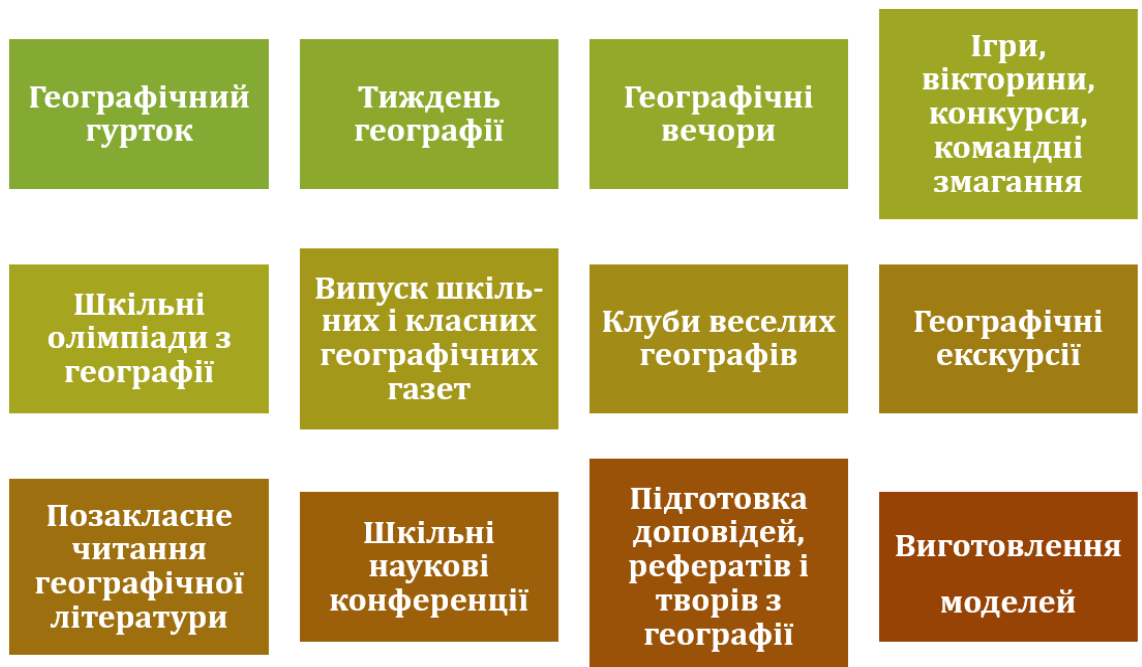 Географічний
гурток
Тиждень
географії
Географічні
вечори
Ігри,
вікторини,
конкурси,
командні
змагання
Шкільні
олімпіади з
географії
Випуск шкіль-
них і класних
географічних
газет
Клуби веселих
географів
Географічні
екскурсії
Позакласне
читання
географічної
літератури
Шкільні
наукові
конференції
Підготовка
доповідей,
рефератів і
творів з
географії
Виготовлення
моделей